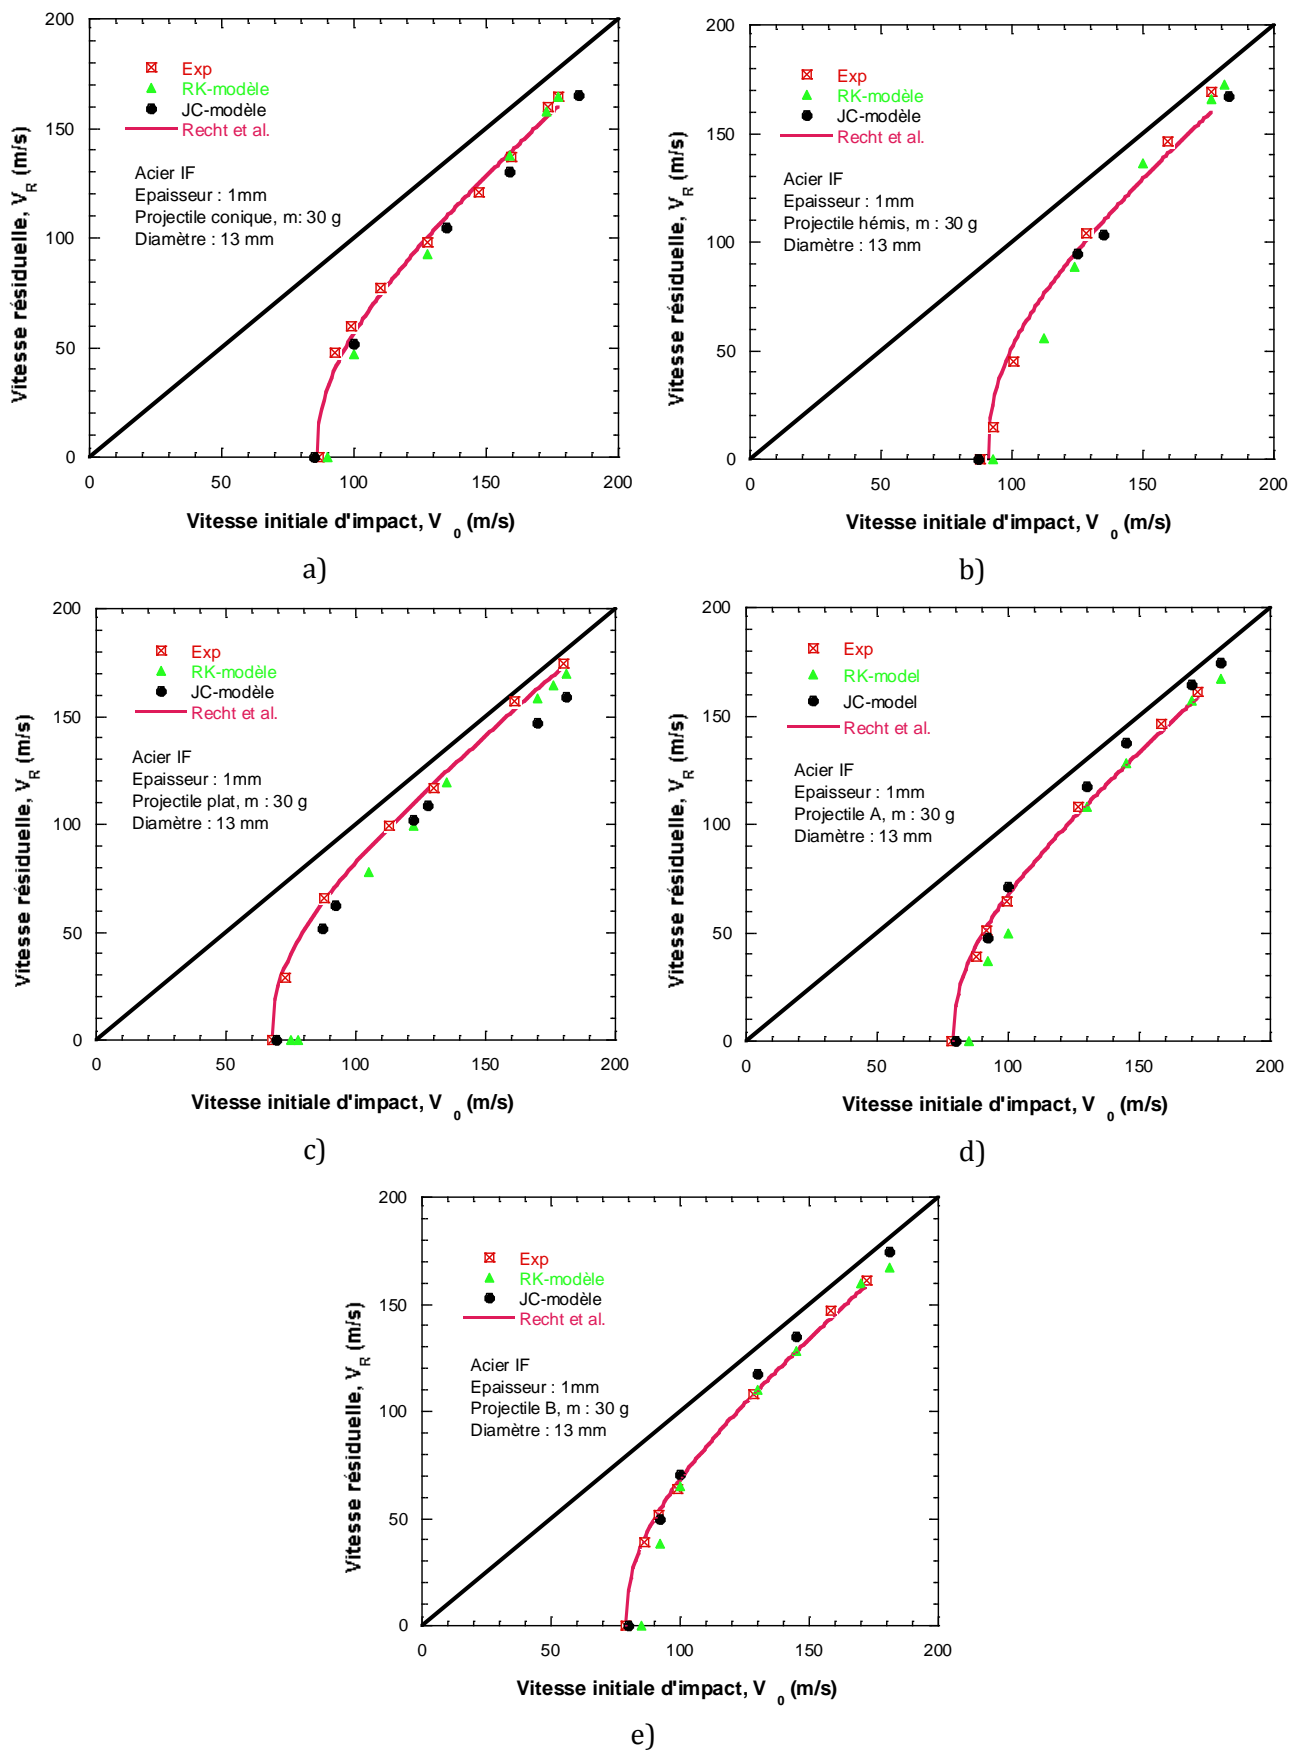 200
150
100
50
0
0
50
100
150
200
Vitesse résiduelle, V_R (m/s)
Exp
RK-modèle
JC-modèle
Recht et al.
Acier IF
Epaisseur : 1mm
Projectile conique, m: 30 g
Diamètre : 13 mm
Vitesse initiale d'impact, V_0 (m/s)
a)
200
150
100
50
0
0
50
100
150
200
Vitesse résiduelle, V_R (m/s)
Exp
RK-modèle
JC-modèle
Recht et al.
Acier IF
Epaisseur : 1mm
Projectile hémis, m : 30 g
Diamètre : 13 mm
Vitesse initiale d'impact, V_0 (m/s)
b)
200
150
100
50
0
0
50
100
150
200
Vitesse résiduelle, V_R (m/s)
Exp
RK-modèle
JC-modèle
Recht et al.
Acier IF
Epaisseur : 1mm
Projectile plat, m : 30 g
Diamètre : 13 mm
Vitesse initiale d'impact, V_0 (m/s)
c)
200
150
100
50
0
0
50
100
150
200
Vitesse résiduelle, V_R (m/s)
Exp
RK-model
JC-model
Recht et al.
Acier IF
Epaisseur : 1mm
Projectile A, m : 30 g
Diamètre : 13 mm
Vitesse initiale d'impact, V_0 (m/s)
d)
200
150
100
50
0
0
50
100
150
200
Vitesse résiduelle, V_R (m/s)
Exp
RK-modèle
JC-modèle
Recht et al.
Acier IF
Epaisseur : 1mm
Projectile B, m : 30 g
Diamètre : 13 mm
Vitesse initiale d'impact, V_0 (m/s)
e)